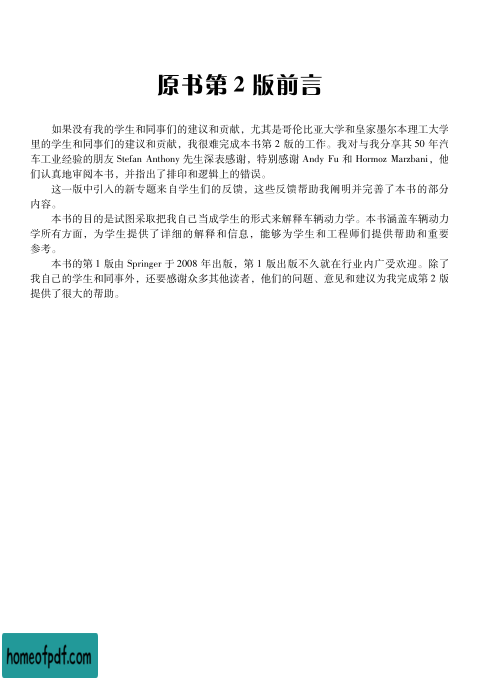 原书第 2 版前言
如果没有我的学生和同事们的建议和贡献，尤其是哥伦比亚大学和皇家墨尔本理工大学
里的学生和同事们的建议和贡献，我很难完成本书第 2 版的工作。我对与我分享其 50 年汽
车工业经验的朋友 Stefan Anthony 先生深表感谢，特别感谢 Andy Fu 和 Hormoz Marzbani，他
们认真地审阅本书，并指出了排印和逻辑上的错误。
这一版中引入的新专题来自学生们的反馈，这些反馈帮助我阐明并完善了本书的部分
内容。
本书的目的是试图采取把我自己当成学生的形式来解释车辆动力学。本书涵盖车辆动力
学所有方面，为学生提供了详细的解释和信息，能够为学生和工程师们提供帮助和重要
参考。
本书的第 1 版由 Springer 于 2008 年出版，第 1 版出版不久就在行业内广受欢迎。除了
我自己的学生和同事外，还要感谢众多其他读者，他们的问题、意见和建议为我完成第 2 版
提供了很大的帮助。
homeofpdf.com